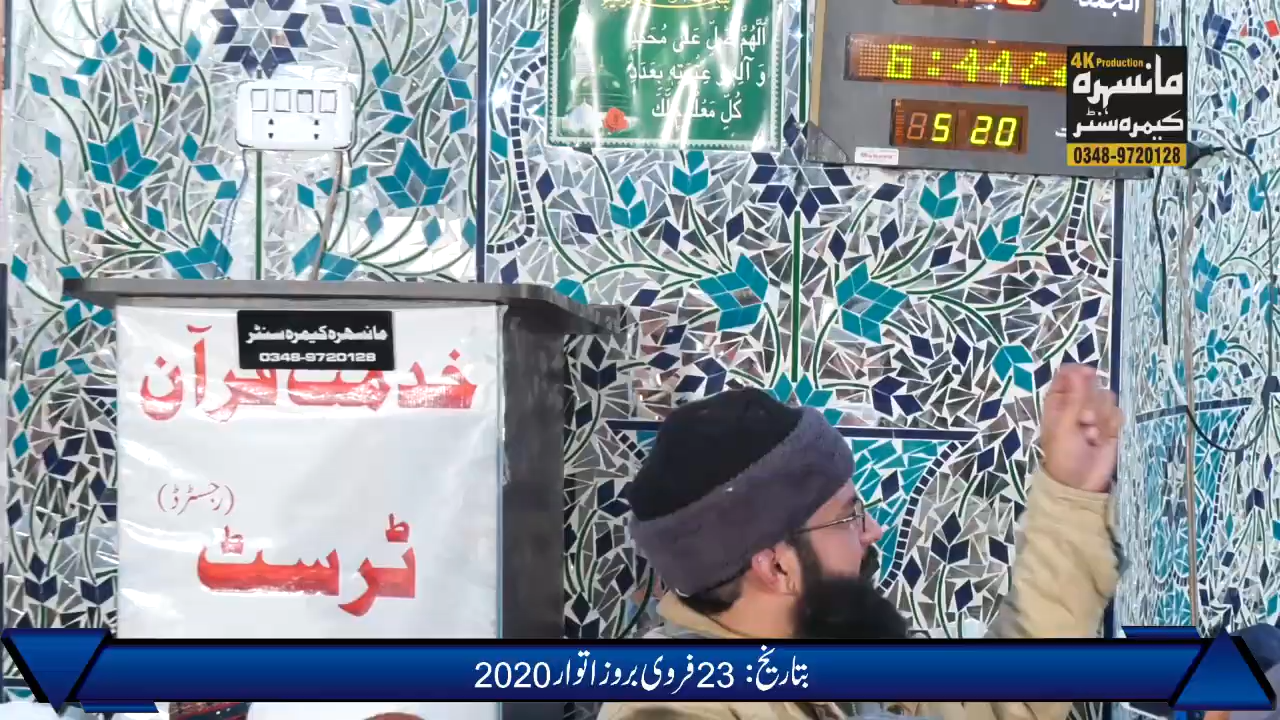 اَللّٰهُمَّ صَلِّ عَلٰى مُحَمَّدٍ
وَ آلِهٖ وَ عِتْرَتِهٖ بِعَدَدِ
كُلِّ مَعْلُوْمٍ لَّكَ
6:44
5 20
4K Production
مانسہرہ
کیمرہ سنٹر
0348-9720128
مانسہرہ کیمرہ سنٹر
0348-9720128
خدمت قرآن
(رجسٹرڈ)
ٹرسٹ
بتاریخ: 23 فروی بروز اتوار 2020